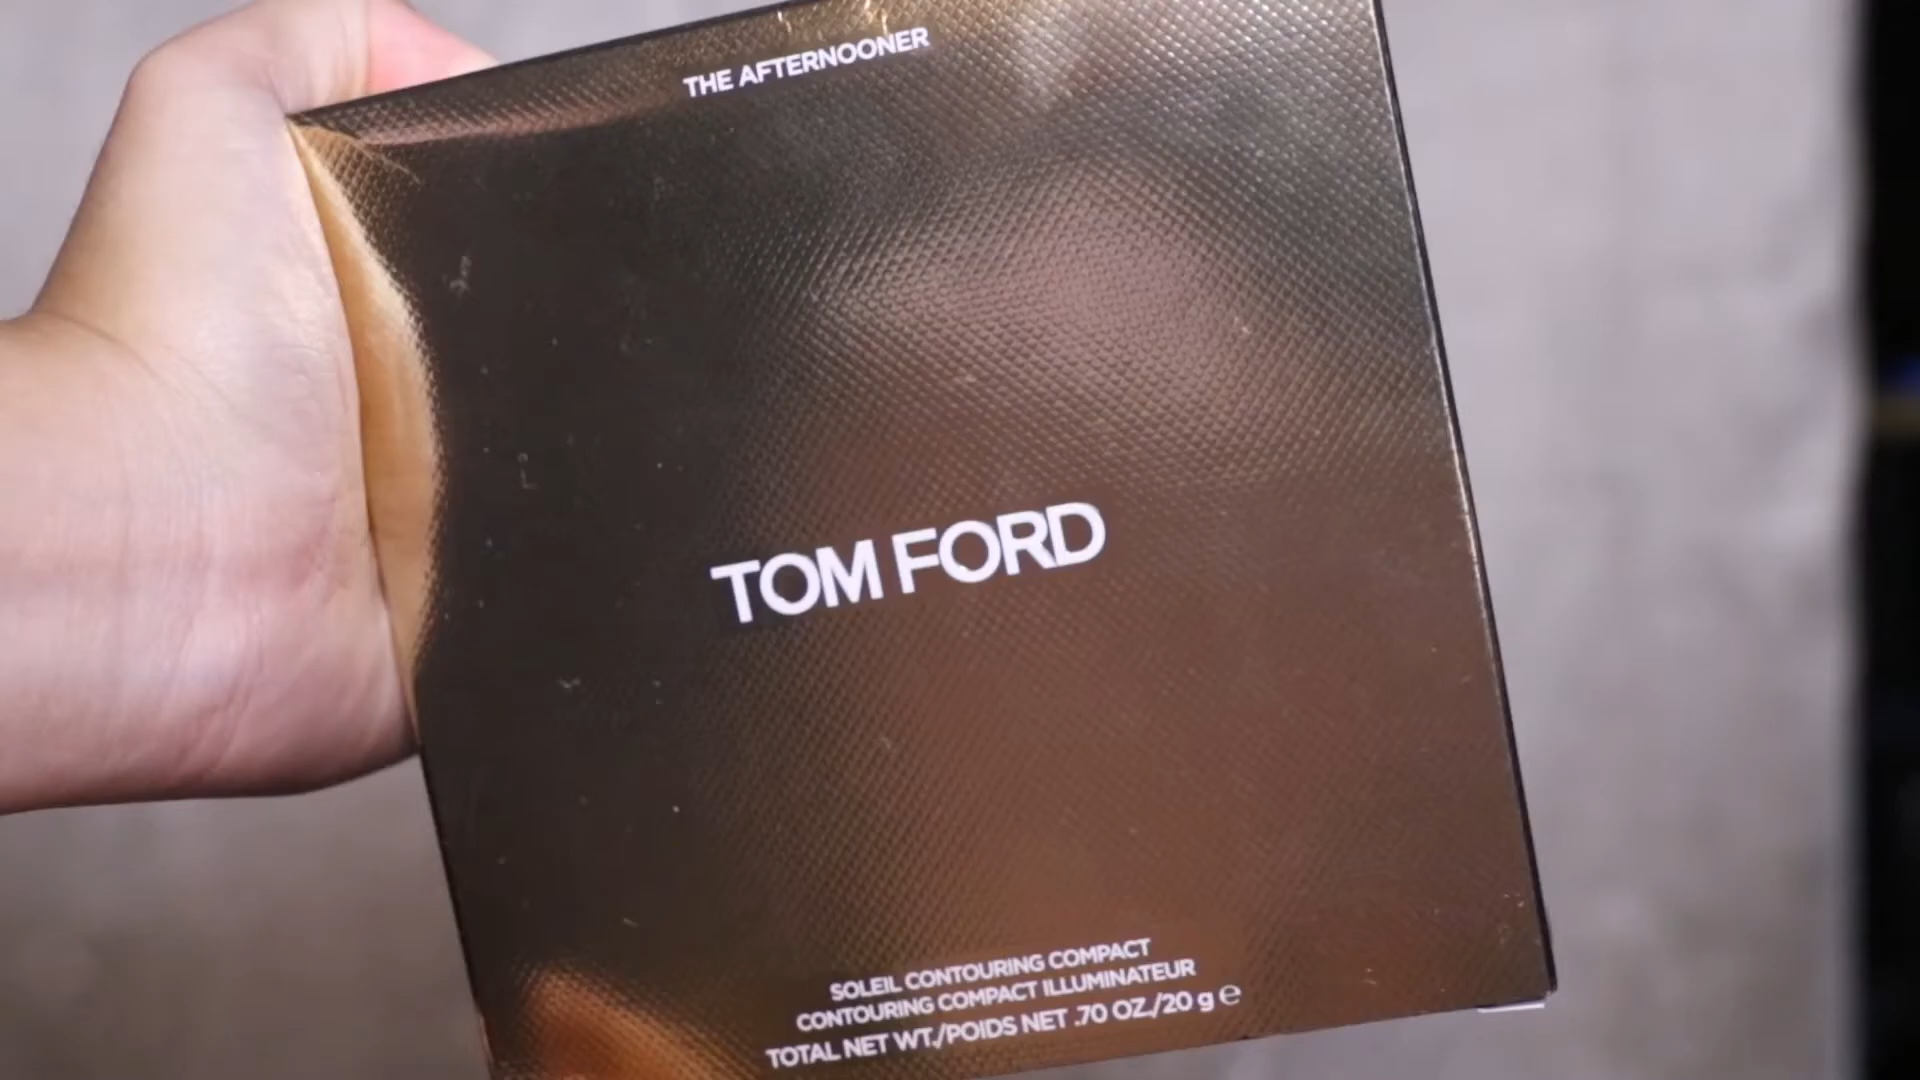 THE AFTERNOONER
TOM FORD
SOLEIL CONTOURING COMPACT
CONTOURING COMPACT ILLUMINATEUR
TOTAL NET WT./POIDS NET .70 OZ./20 g ℮